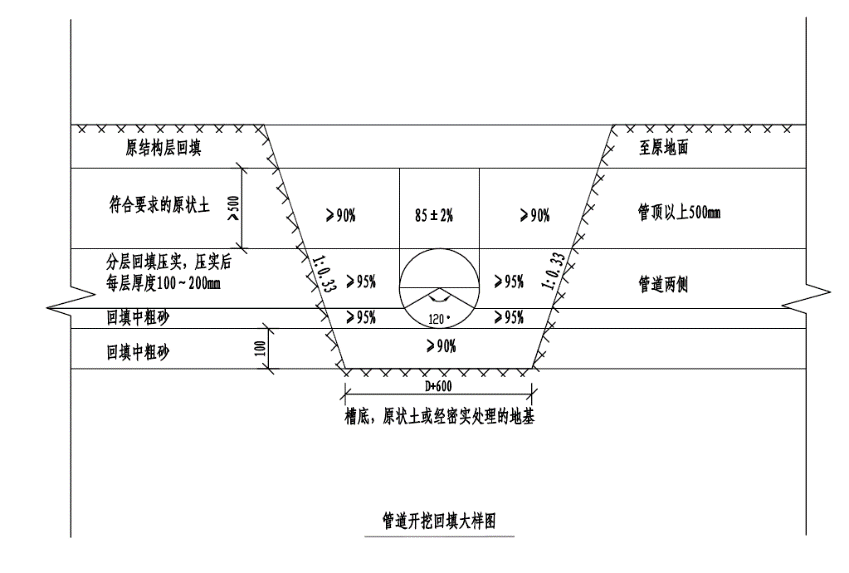 原结构层回填
至原地面
符合要求的原状土
≥500
≥90%
85±2%
≥90%
管顶以上500mm
分层回填压实，压实后
每层厚度100~200mm
1:0.33
≥95%
≥95%
1:0.33
管道两侧
回填中粗砂
≥95%
120°
≥95%
回填中粗砂
100
≥90%
D+600
槽底，原状土或经密实处理的地基
管道开挖回填大样图